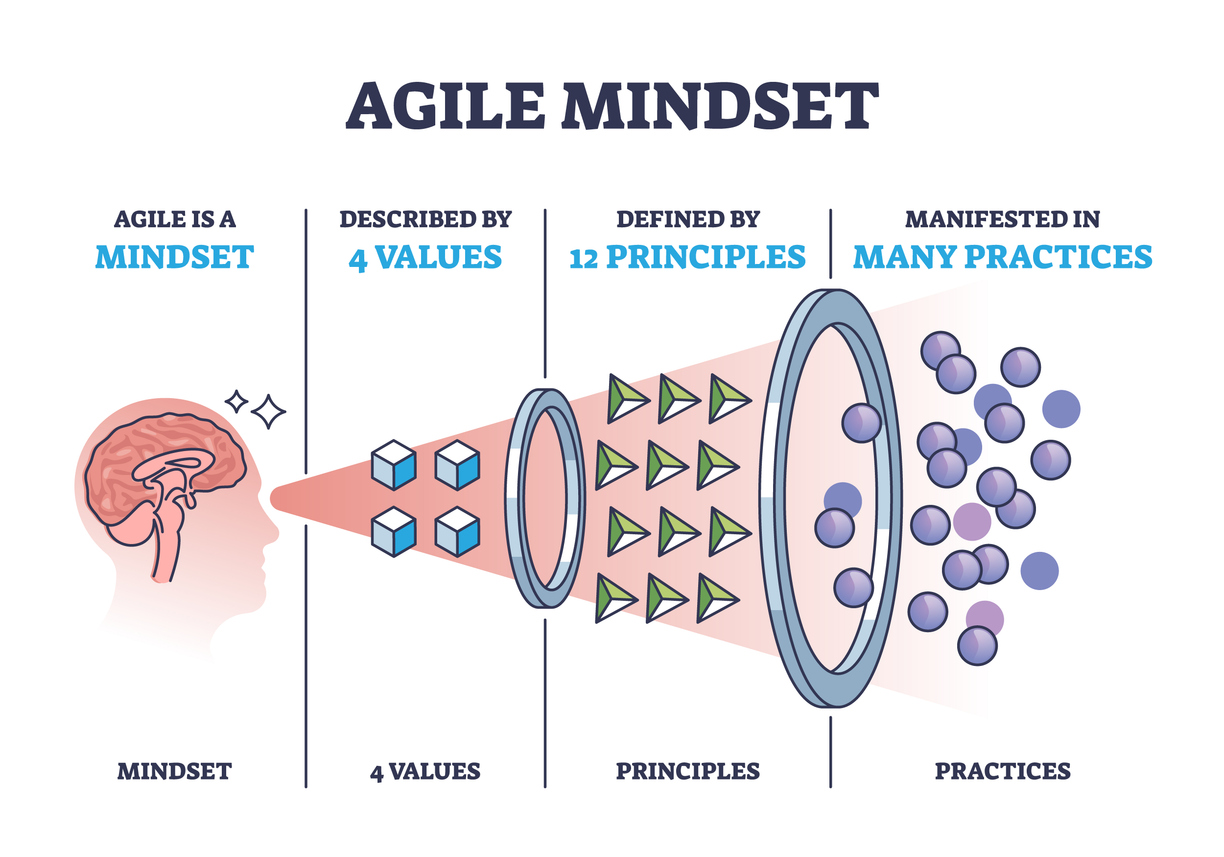 AGILE MINDSET
AGILE IS A
MINDSET
DESCRIBED BY
4 VALUES
DEFINED BY
12 PRINCIPLES
MANIFESTED IN
MANY PRACTICES
MINDSET
4 VALUES
PRINCIPLES
PRACTICES